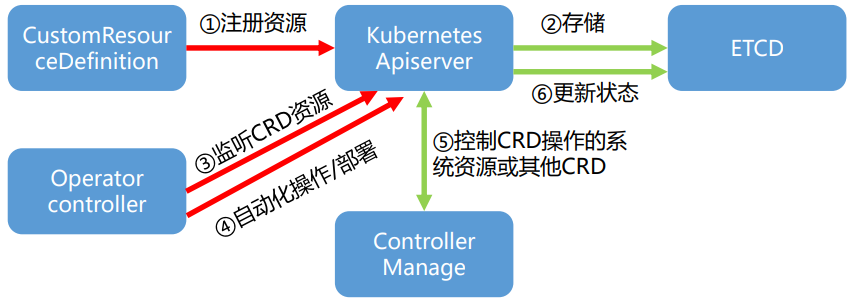 CustomResour
ceDefinition
①注册资源
Kubernetes
Apiserver
②存储
ETCD
⑥更新状态
③监听CRD资源
④自动化操作/部署
⑤控制CRD操作的系
统资源或其他CRD
Operator
controller
Controller
Manage